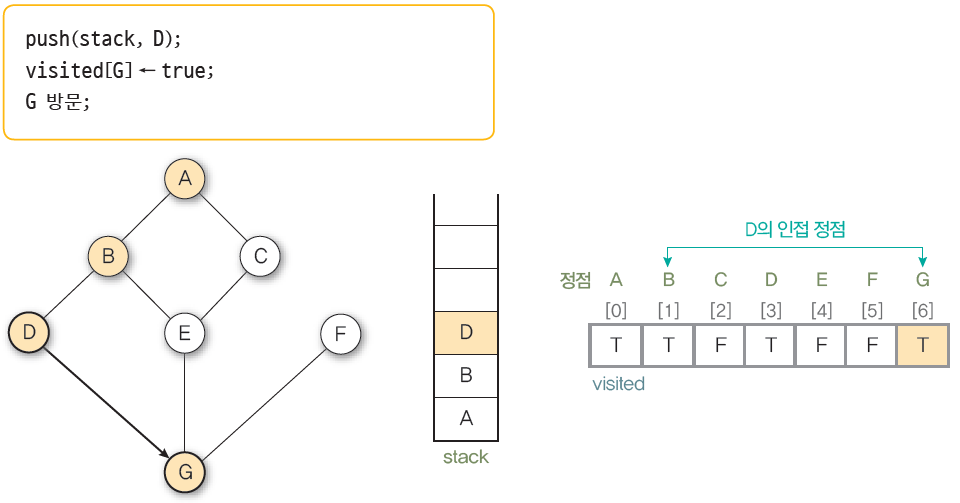 push(stack, D);
visited[G] ← true;
G 방문;
A
B
C
D
E
F
G
D
B
A
stack
D의 인접 정점
정점 A B C D E F G
[0] [1] [2] [3] [4] [5] [6]
T T F T F F T
visited